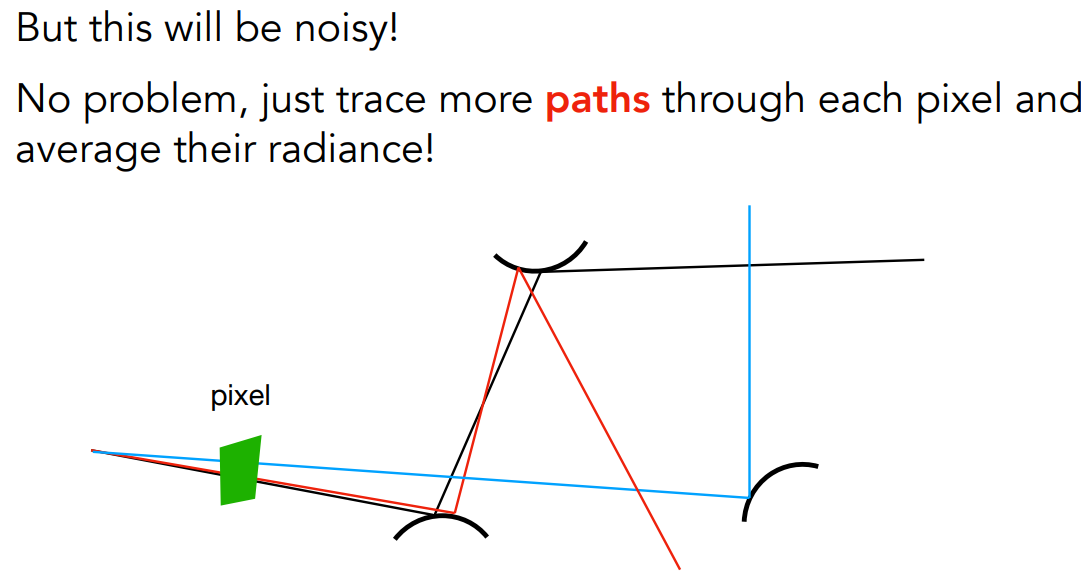 But this will be noisy!
No problem, just trace more paths through each pixel and
average their radiance!
pixel